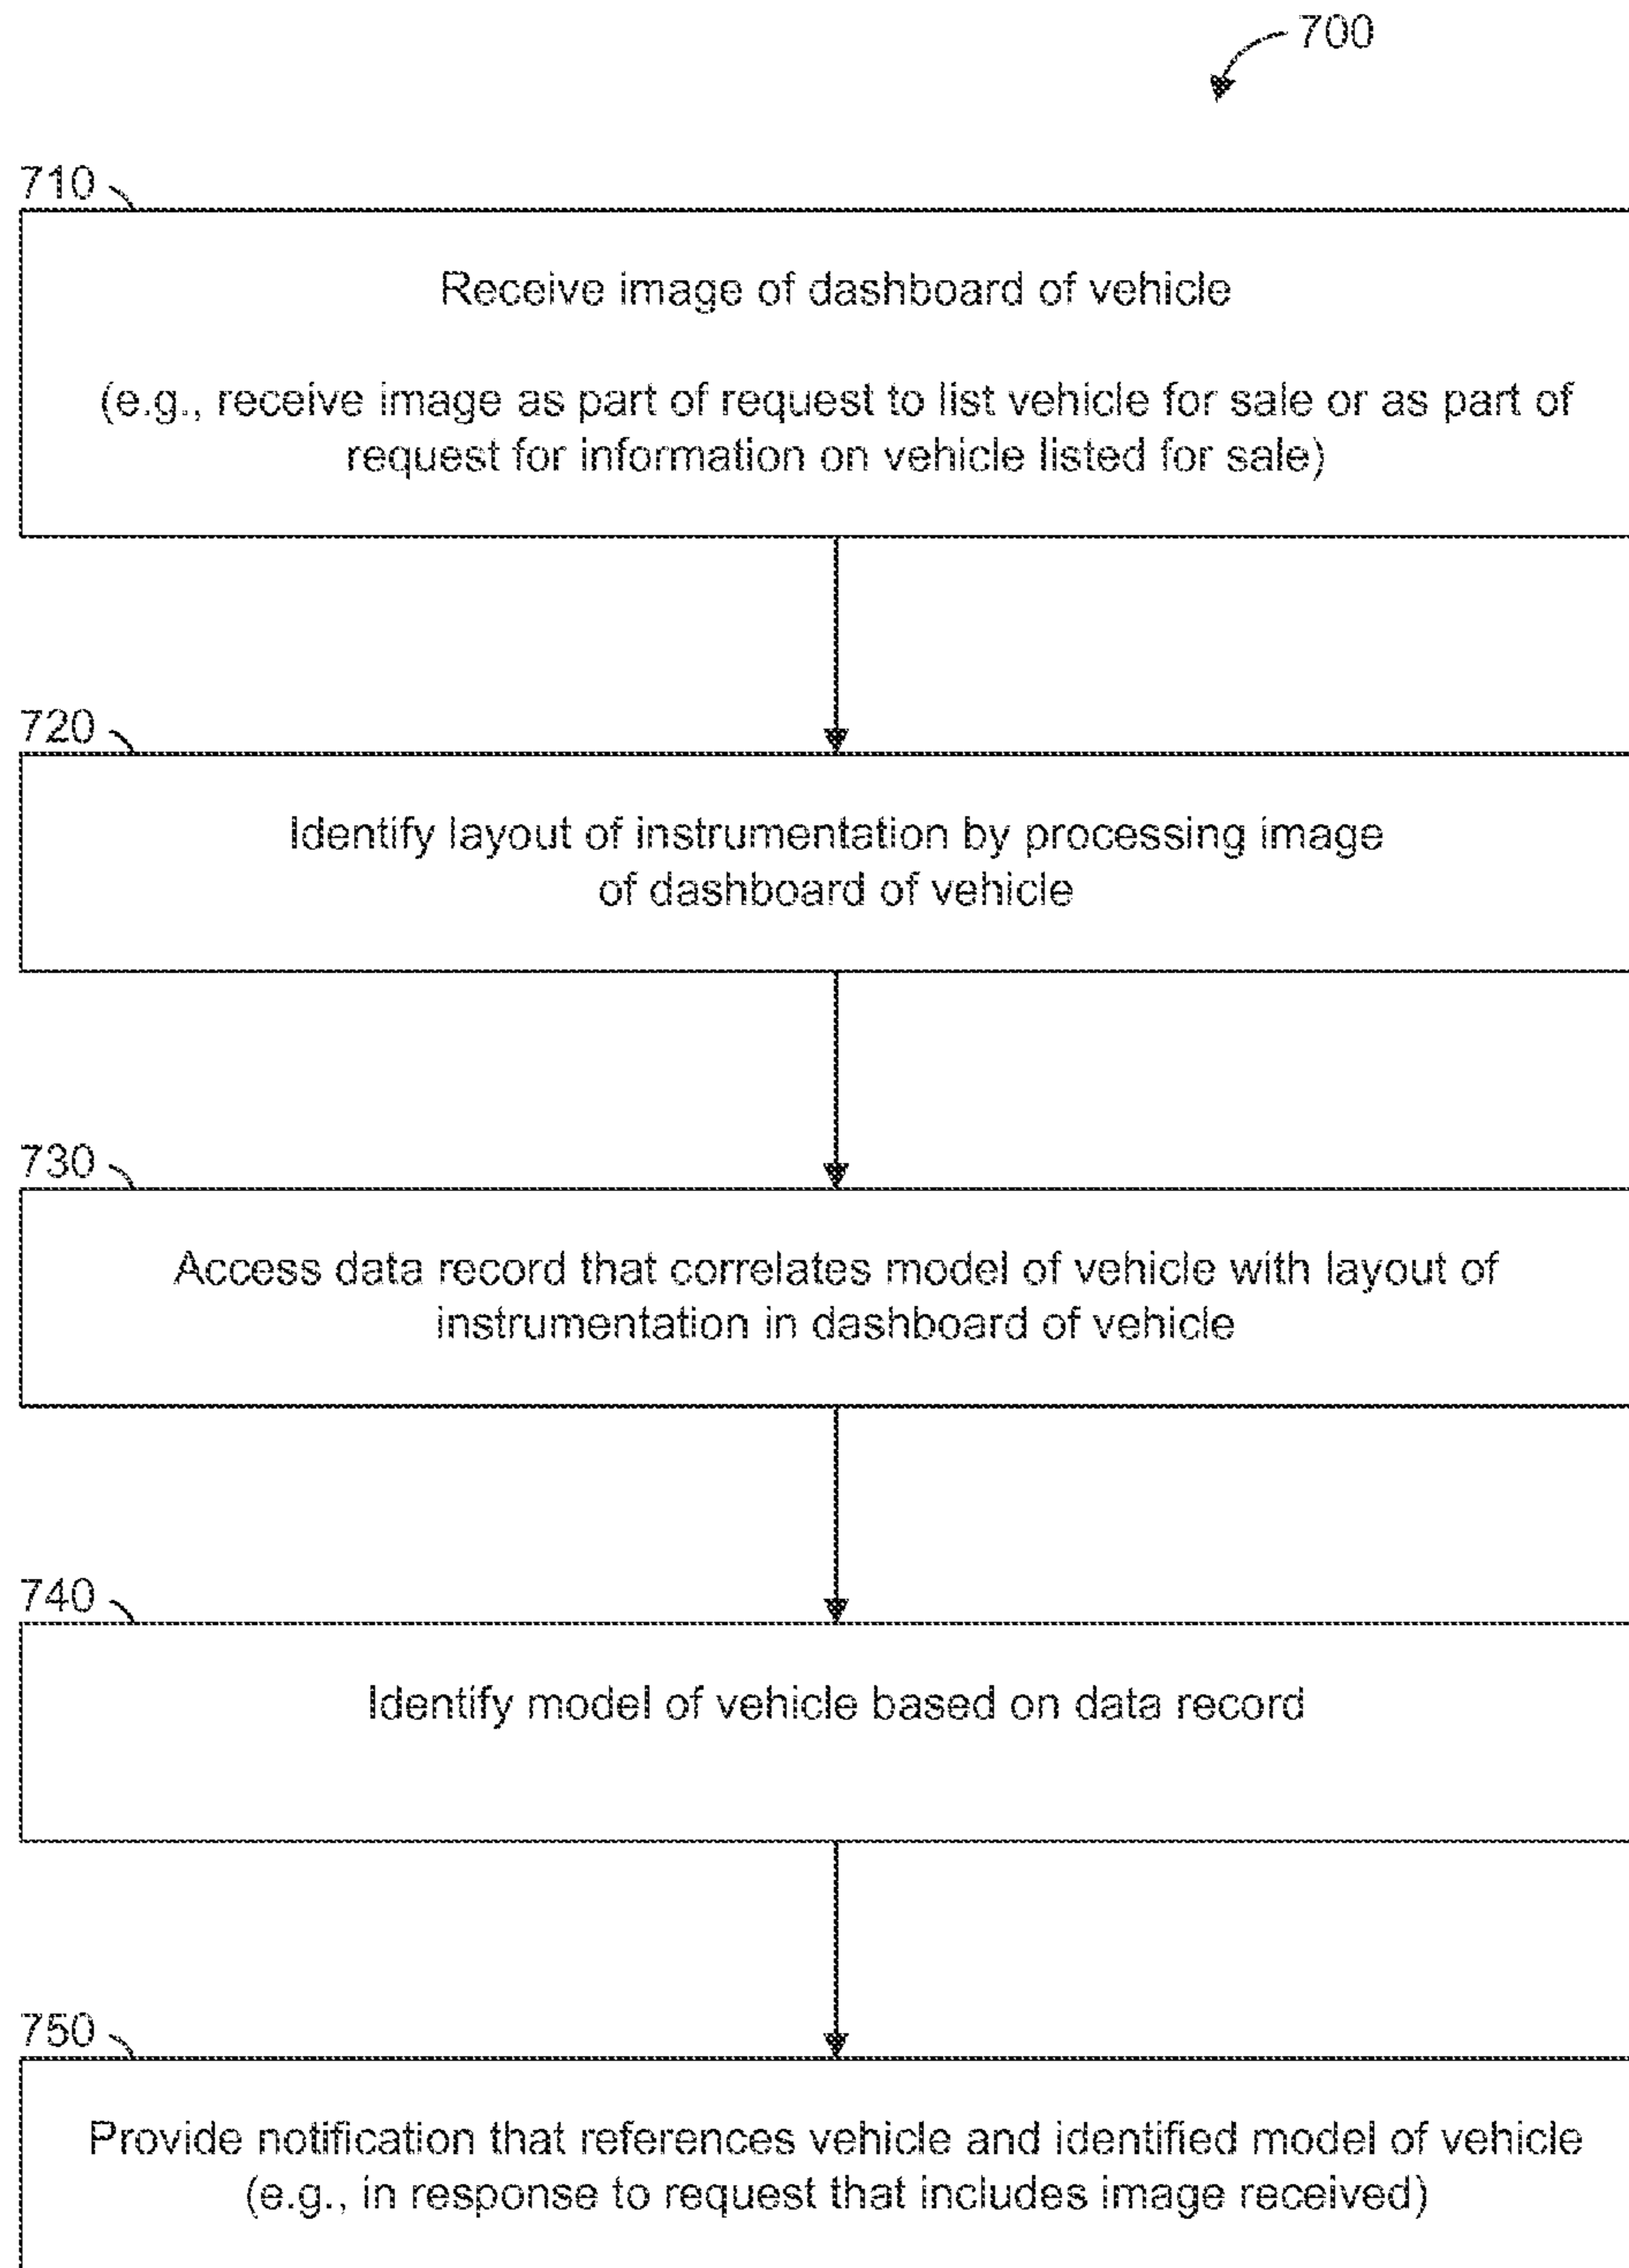 700
710
Receive image of dashboard of vehicle
(e.g., receive image as part of request to list vehicle for sale or as part of
request for information on vehicle listed for sale)
720
Identify layout of instrumentation by processing image
of dashboard of vehicle
730
Access data record that correlates model of vehicle with layout of
instrumentation in dashboard of vehicle
740
Identify model of vehicle based on data record
750
Provide notification that references vehicle and identified model of vehicle
(e.g., in response to request that includes image received)